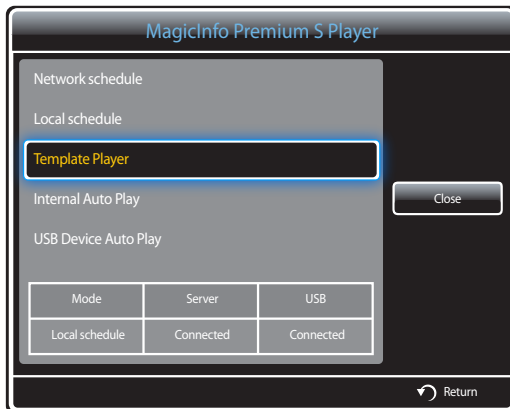 MagicInfo Premium S Player
Network schedule
Local schedule
Template Player
Internal Auto Play
Close
USB Device Auto Play
Mode Server USB
Local schedule Connected Connected
Return